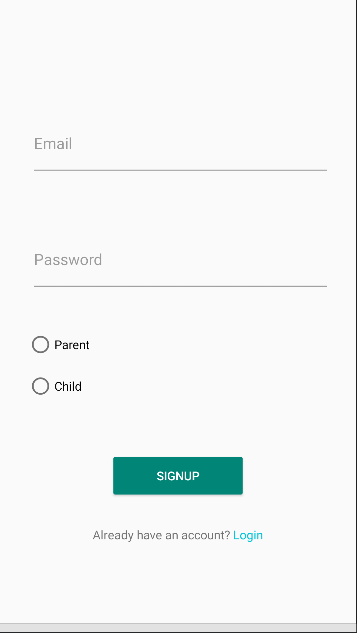 Email
Password
Parent
Child
SIGNUP
Already have an account? Login